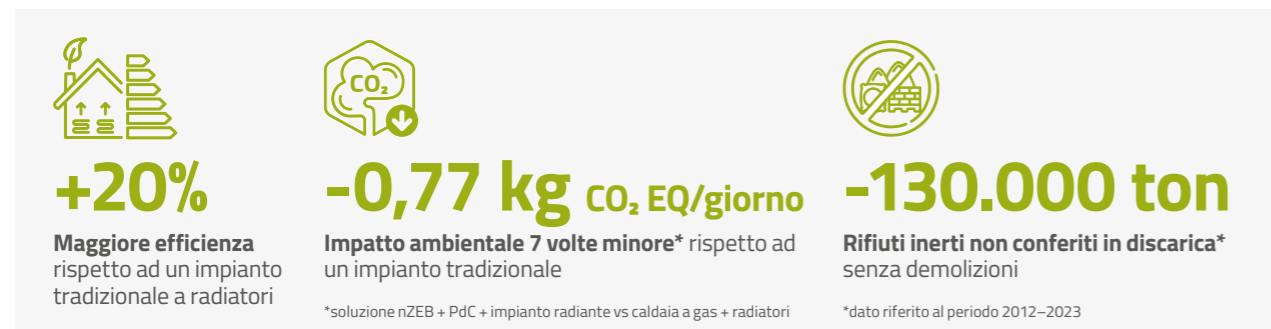 +20%
Maggiore efficienza
rispetto ad un impianto
tradizionale a radiatori
CO₂
-0,77 kg CO₂ EQ/giorno
Impatto ambientale 7 volte minore* rispetto ad
un impianto tradizionale
*soluzione nZEB + PdC + impianto radiante vs caldaia a gas + radiatori
-130.000 ton
Rifiuti inerti non conferiti in discarica*
senza demolizioni
*dato riferito al periodo 2012–2023